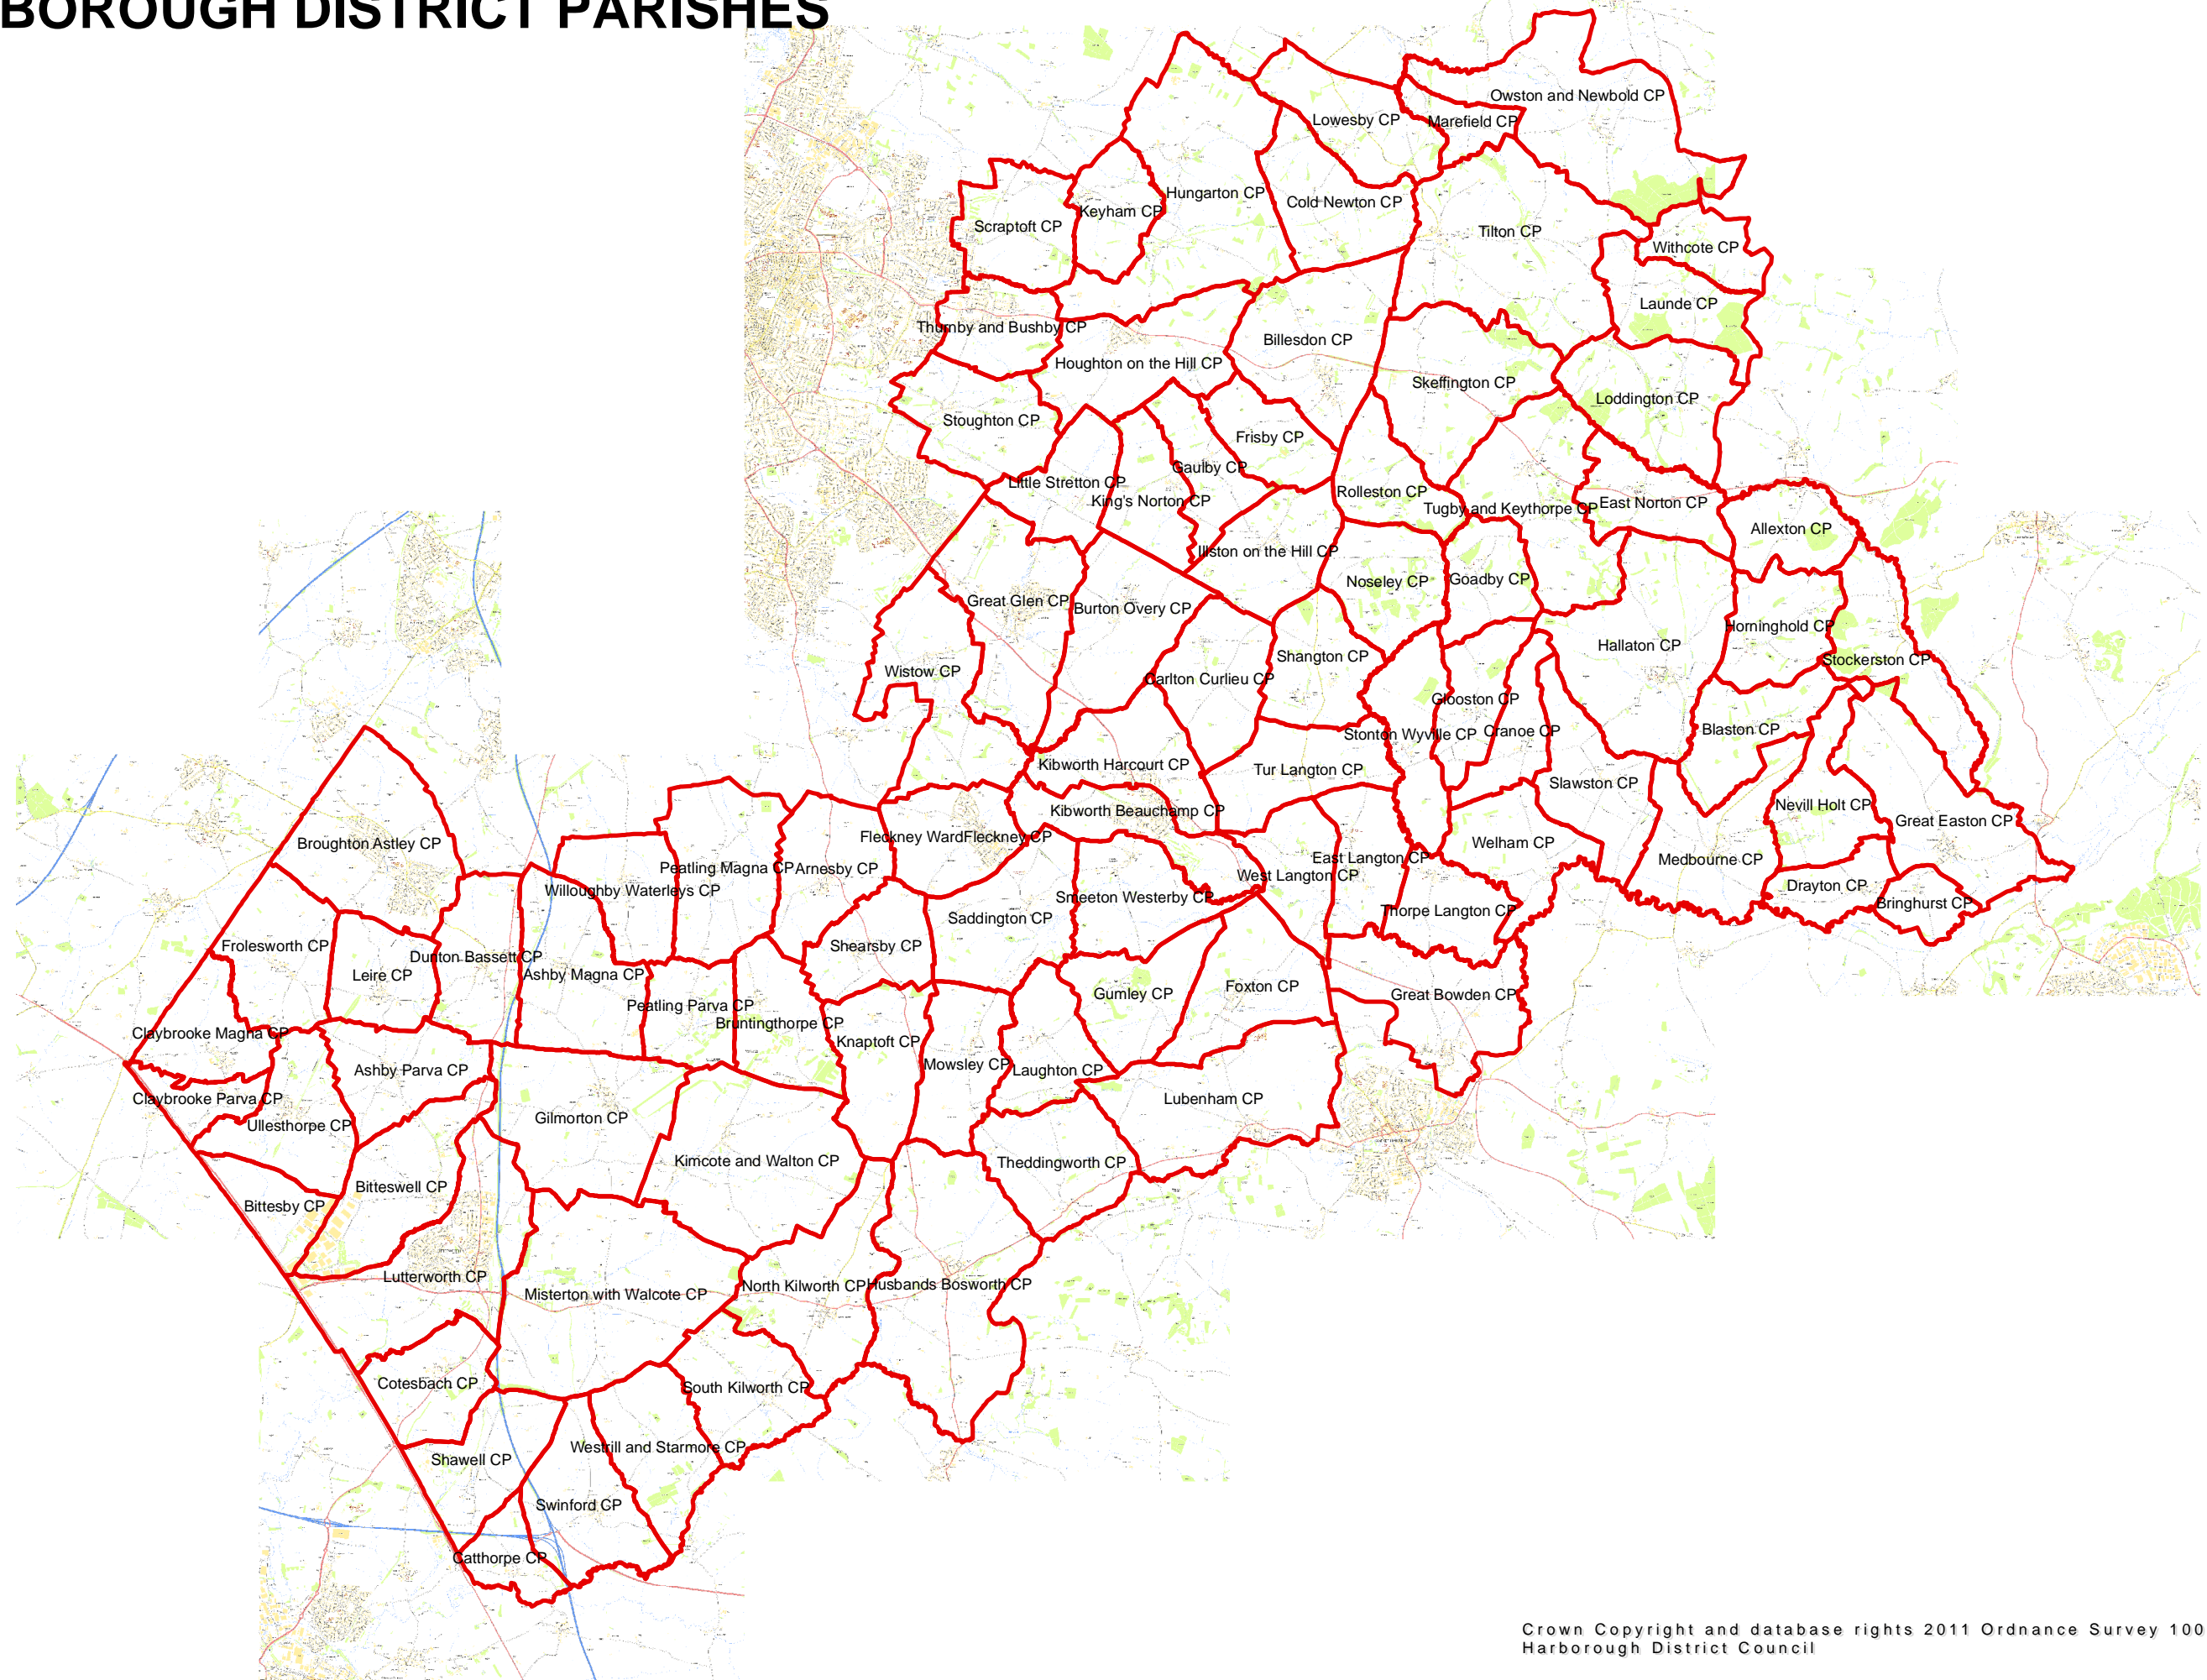 BOROUGH DISTRICT PARISHES
Owston and Newbold CP
Lowesby CP
Marefield CP
Hungarton CP
Cold Newton CP
Keyham CP
Scraptoft CP
Tilton CP
Withcote CP
Launde CP
Thurnby and Bushby CP
Billesdon CP
Houghton on the Hill CP
Skeffington CP
Loddington CP
Stoughton CP
Frisby CP
Gaulby CP
Little Stretton CP
King's Norton CP
Rolleston CP
Tugby and Keythorpe CP
East Norton CP
Allexton CP
Illston on the Hill CP
Noseley CP
Goadby CP
Great Glen CP
Burton Overy CP
Horninghold CP
Hallaton CP
Shangton CP
Stockerston CP
Wistow CP
Carlton Curlieu CP
Glooston CP
Stonton Wyville CP
Cranoe CP
Blaston CP
Kibworth Harcourt CP
Tur Langton CP
Slawston CP
Kibworth Beauchamp CP
Nevill Holt CP
Great Easton CP
Broughton Astley CP
Fleckney WardFleckney CP
Welham CP
Peatling Magna CP
Arnesby CP
East Langton CP
Medbourne CP
West Langton CP
Willoughby Waterleys CP
Drayton CP
Smeeton Westerby CP
Bringhurst CP
Thorpe Langton CP
Saddington CP
Frolesworth CP
Shearsby CP
Dunton Bassett CP
Leire CP
Ashby Magna CP
Foxton CP
Gumley CP
Great Bowden CP
Peatling Parva CP
Bruntingthorpe CP
Claybrooke Magna CP
Knaptoft CP
Mowsley CP
Laughton CP
Ashby Parva CP
Claybrooke Parva CP
Lubenham CP
Gilmorton CP
Ullesthorpe CP
Kimcote and Walton CP
Theddingworth CP
Bitteswell CP
Bittesby CP
Lutterworth CP
Misterton with Walcote CP
North Kilworth CP
Husbands Bosworth CP
Cotesbach CP
South Kilworth CP
Westrill and Starmore CP
Shawell CP
Swinford CP
Catthorpe CP
Crown Copyright and database rights 2011 Ordnance Survey 100
Harborough District Council